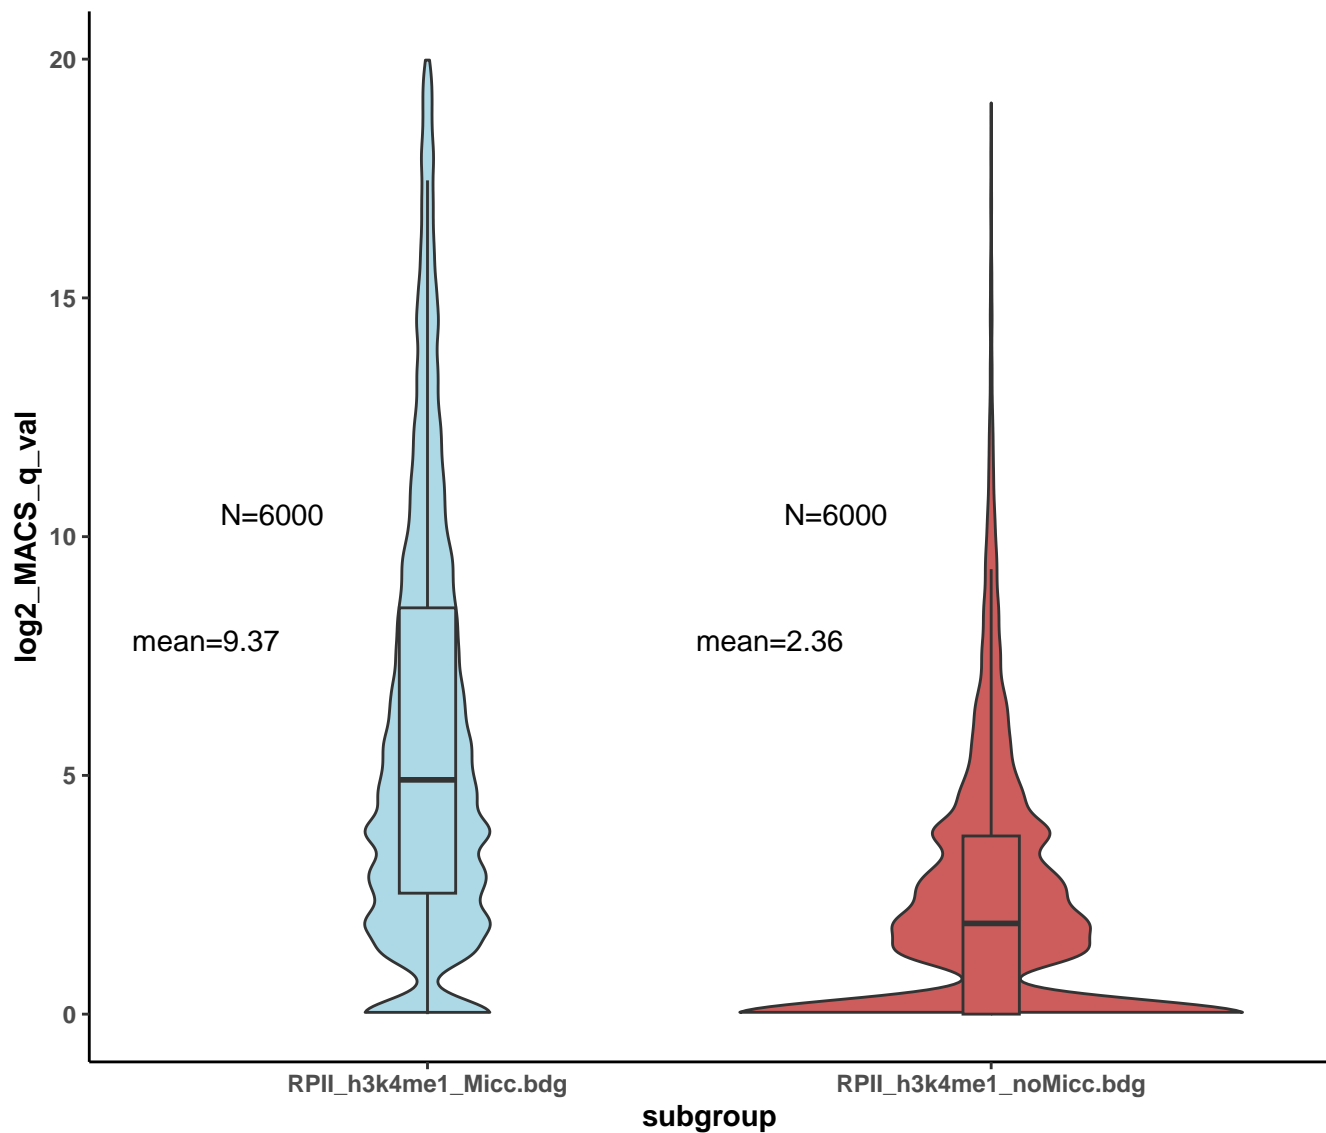 20
15
10
5
0
log2_MACS_q_val
N=6000
N=6000
mean=9.37
mean=2.36
RPII_h3k4me1_Micc.bdg
RPII_h3k4me1_noMicc.bdg
subgroup